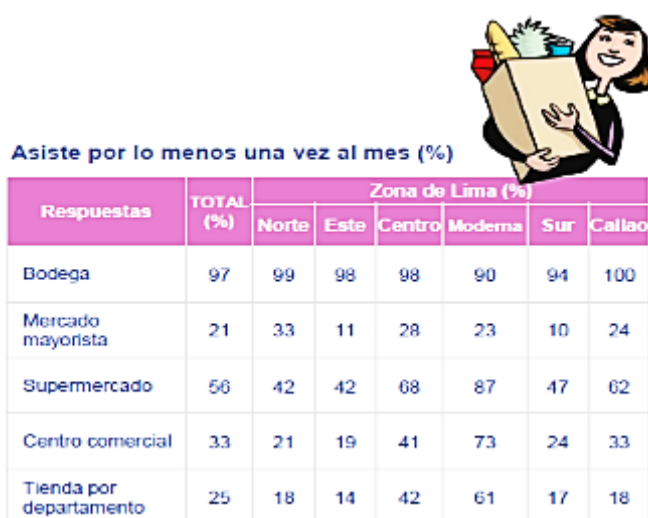 Asiste por lo menos una vez al mes (%)
Respuestas TOTAL (%) Zona de Lima (%)
Norte Este Centro Moderna Sur Callao
Bodega 97 99 98 98 90 94 100
Mercado mayorista 21 33 11 28 23 10 24
Supermercado 56 42 42 68 87 47 62
Centro comercial 33 21 19 41 73 24 33
Tienda por departamento 25 18 14 42 61 17 18